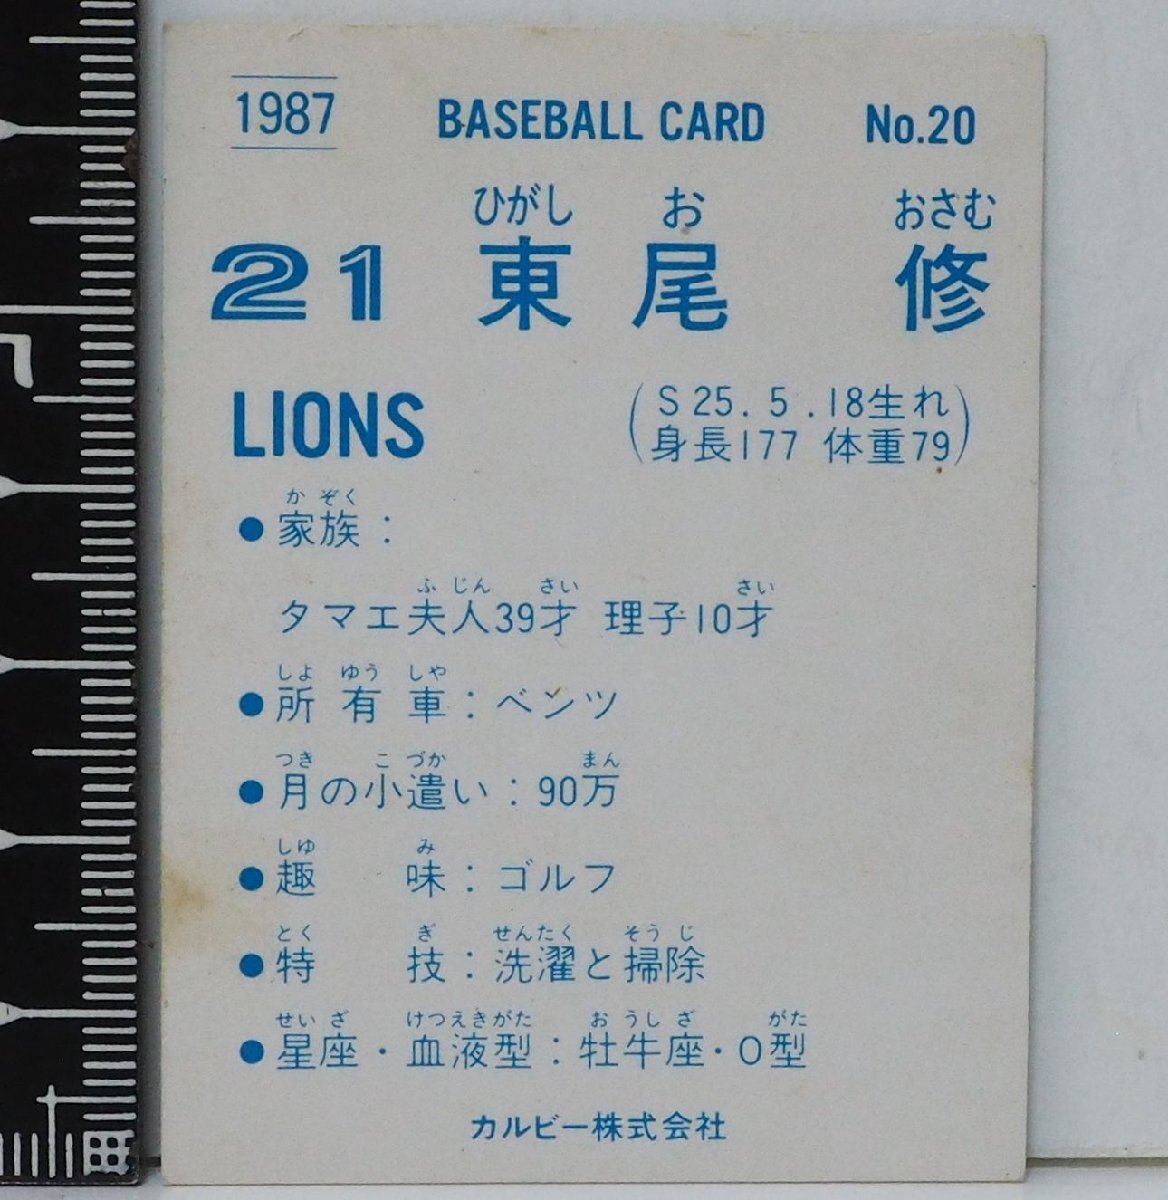 1987 BASEBALL CARD No.20
ひがし お おさむ
21 東尾 修
LIONS
(S25.5.18生れ
身長177 体重79)
か ぞく
●家族:
ふ じん さい さい
タマエ夫人39才 理子10才
しよ ゆう しや
●所有車:ベンツ
つき こ づか まん
●月の小遣い:90万
しゆ み
●趣味:ゴルフ
とく ぎ せんたく そう じ
●特技:洗濯と掃除
せい ざ けつえきがた お うし ざ がた
●星座・血液型:牡牛座・O型
カルビー株式会社